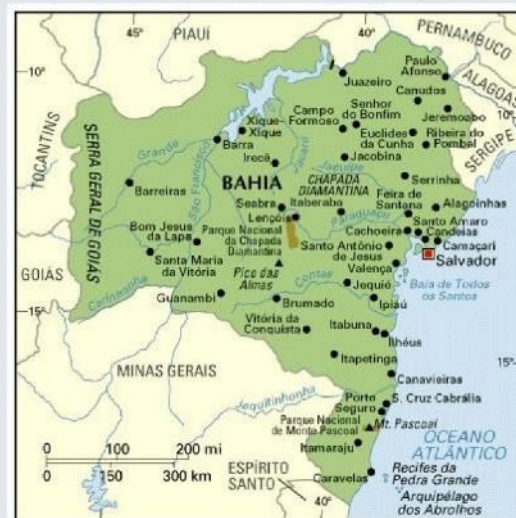 45°
PIAUÍ
40°
PERNAMBUCO
10°
Paulo
Afonso
Juazeiro
ALAGOAS
Canudos
Senhor
do Bonfim
Campo
Formoso
Jeremoabo
10°
Xique-
Xique
Euclides
da Cunha
Ribeira do
Pombal
TOCANTINS
SERRA GERAL DE GOIÁS
Grande
Barra
São Francisco
Irecê
Jacaré
Jacobina
SERGIPE
Jacuípe
BAHIA
CHAPADA
DIAMANTINA
Serrinha
Barreiras
Seabra
Itaberaba
Feira de
Santana
Alagoinhas
Lençóis
Paraguaçu
Santo Amaro
Bom Jesus
da Lapa
Parque Nacional
da Chapada
Diamantina
Cachoeira
Candeias
Santo Antônio
de Jesus
Camaçari
GOIÁS
Santa Maria
da Vitória
Salvador
Valença
Pico das
Almas
Baía de Todos
os Santos
Contas
Jequié
Carinhanha
Guanambi
Brumado
Ipiaú
15°
Vitória da
Conquista
Itabuna
Ilhéus
Itapetinga
15°
MINAS GERAIS
Canavieiras
Jequitinhonha
Porto
Seguro
S. Cruz Cabrália
Parque Nacional
de Monte Pascoal
Mt. Pascoal
0 100 200 mi
0 150 300 km
Itamaraju
OCEANO
ATLÂNTICO
ESPÍRITO
SANTO
Caravelas
Recifes da
Pedra Grande
40°
Arquipélago
dos Abrolhos